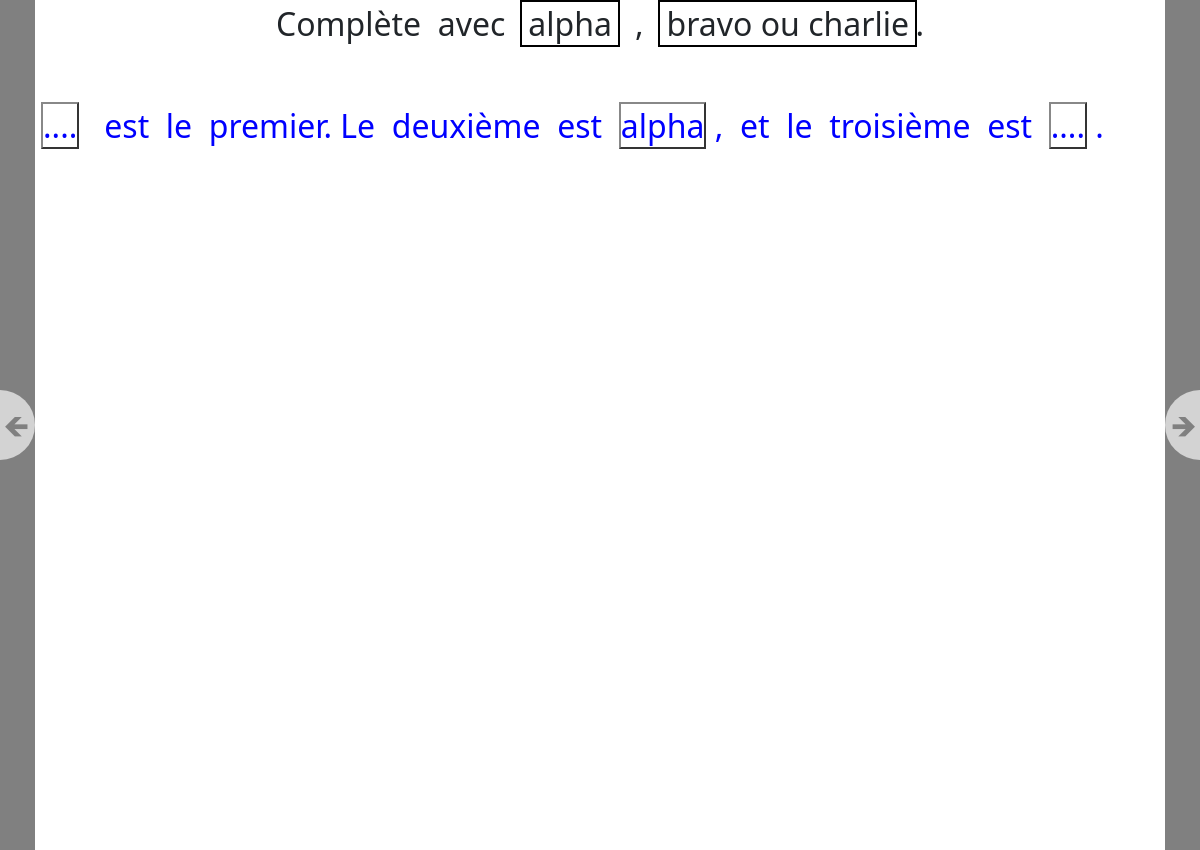 Complète avec alpha , bravo ou charlie.
.... est le premier. Le deuxième est alpha , et le troisième est .... .